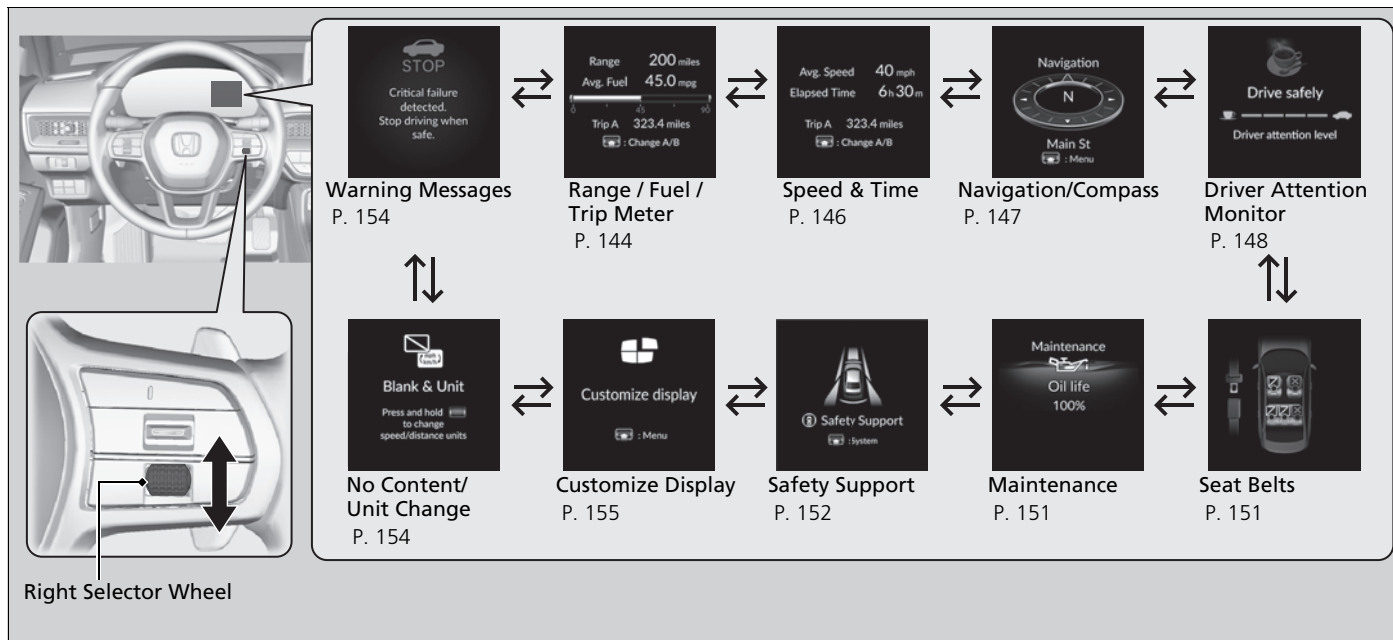 STOP
Critical failure
detected.
Stop driving when
safe.
Warning Messages
P. 154
Range 200 miles
Avg. Fuel 45.0 mpg
0 45 90
Trip A 323.4 miles
: Change A/B
Range / Fuel /
Trip Meter
P. 144
Avg. Speed 40 mph
Elapsed Time 6h30m
Trip A 323.4 miles
: Change A/B
Speed & Time
P. 146
Navigation
N
Main St
: Menu
Navigation/Compass
P. 147
Drive safely
Driver attention level
Driver Attention
Monitor
P. 148
Blank & Unit
Press and hold
to change
speed/distance units
No Content/
Unit Change
P. 154
Customize display
: Menu
Customize Display
P. 155
Safety Support
: System
Safety Support
P. 152
Maintenance
Oil life
100%
Maintenance
P. 151
Seat Belts
P. 151
Right Selector Wheel